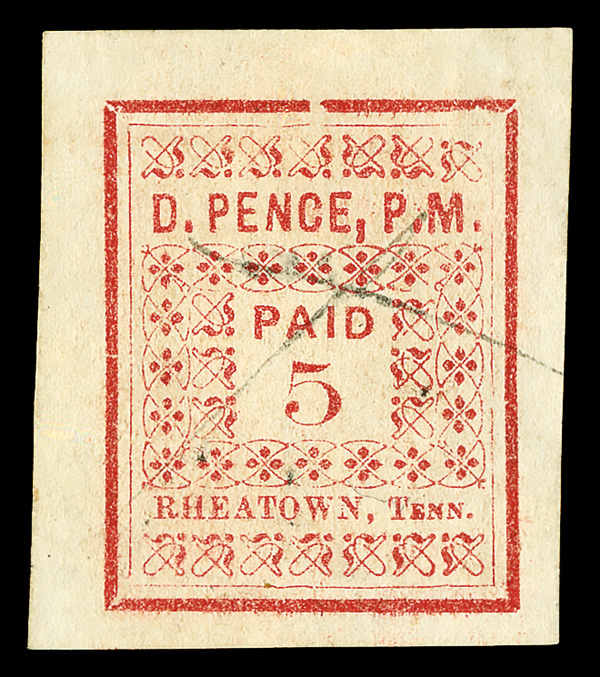 D. PENCE, P.M.
PAID
5
RHEATOWN, TENN.